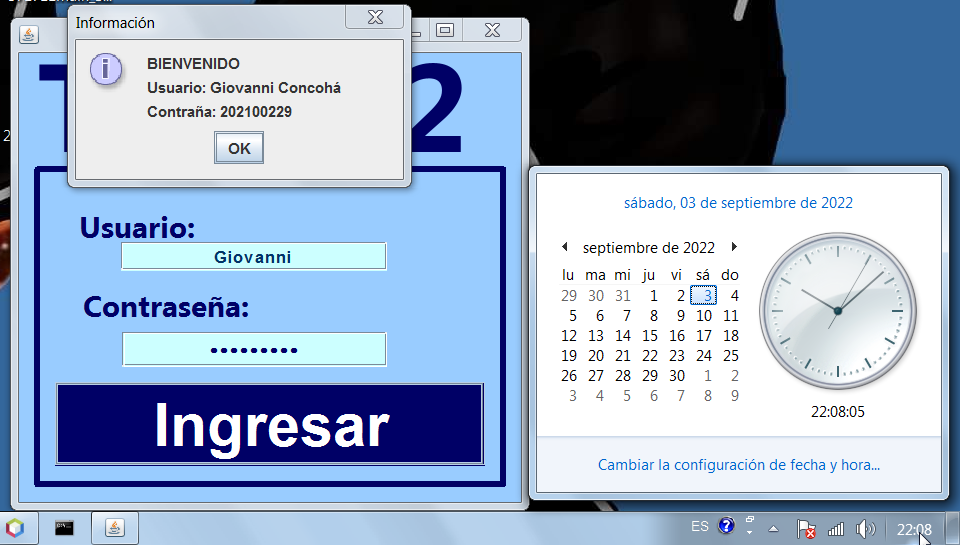 Información
BIENVENIDO
Usuario: Giovanni Concohá
Contraña: 202100229
OK
2
Usuario:
Giovanni
Contraseña:
•••••••••
Ingresar
sábado, 03 de septiembre de 2022
septiembre de 2022
lu ma mi ju vi sá do
29 30 31 1 2 3 4
5 6 7 8 9 10 11
12 13 14 15 16 17 18
19 20 21 22 23 24 25
26 27 28 29 30 1 2
3 4 5 6 7 8 9
22:08:05
Cambiar la configuración de fecha y hora...
ES
22:08